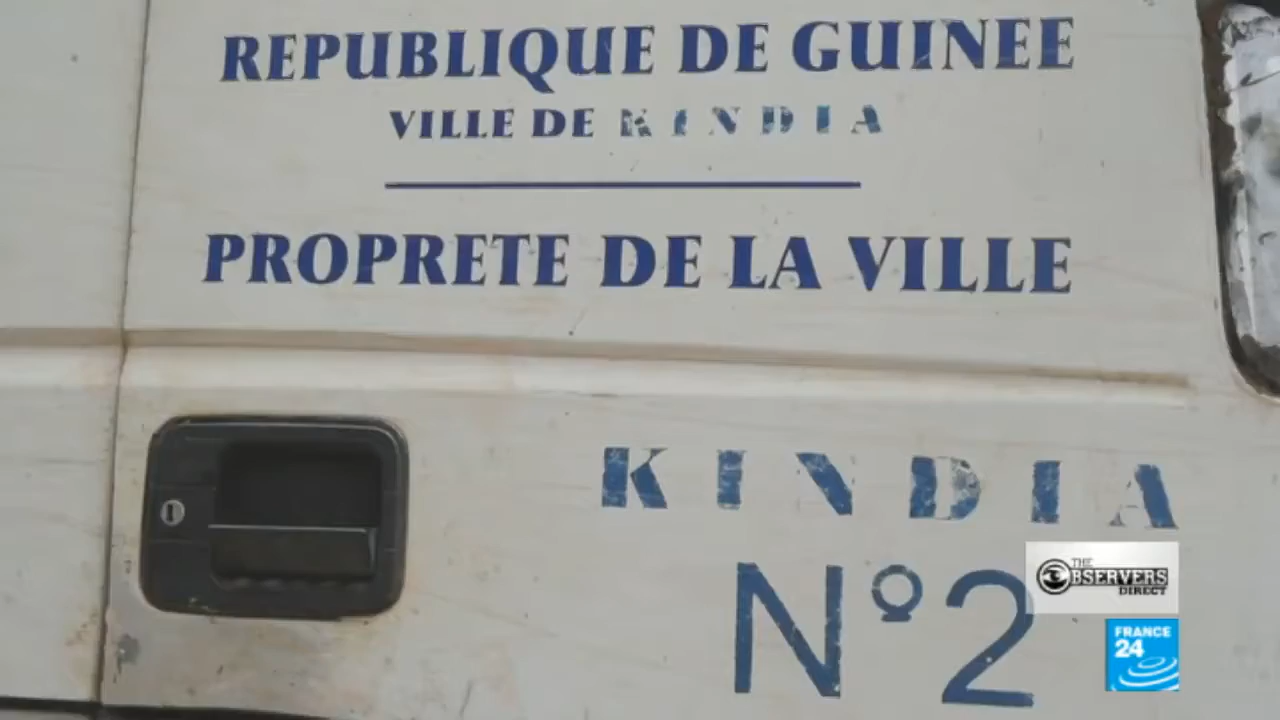 REPUBLIQUE DE GUINEE
VILLE DE KINDIA
PROPRETE DE LA VILLE
KINDIA
N°2
THE
OBSERVERS
DIRECT
FRANCE
24